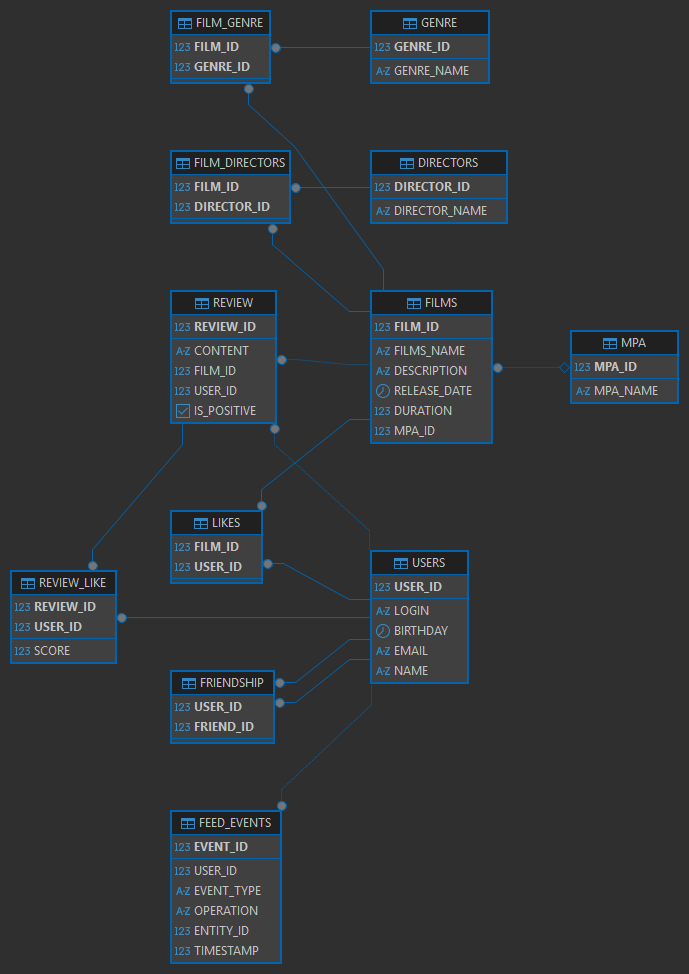 FILM_GENRE
123 FILM_ID
123 GENRE_ID
GENRE
123 GENRE_ID
A-Z GENRE_NAME
FILM_DIRECTORS
123 FILM_ID
123 DIRECTOR_ID
DIRECTORS
123 DIRECTOR_ID
A-Z DIRECTOR_NAME
REVIEW
123 REVIEW_ID
A-Z CONTENT
123 FILM_ID
123 USER_ID
IS_POSITIVE
FILMS
123 FILM_ID
A-Z FILMS_NAME
A-Z DESCRIPTION
RELEASE_DATE
123 DURATION
123 MPA_ID
MPA
123 MPA_ID
A-Z MPA_NAME
LIKES
123 FILM_ID
123 USER_ID
REVIEW_LIKE
123 REVIEW_ID
123 USER_ID
123 SCORE
USERS
123 USER_ID
A-Z LOGIN
BIRTHDAY
A-Z EMAIL
A-Z NAME
FRIENDSHIP
123 USER_ID
123 FRIEND_ID
FEED_EVENTS
123 EVENT_ID
123 USER_ID
A-Z EVENT_TYPE
A-Z OPERATION
123 ENTITY_ID
123 TIMESTAMP